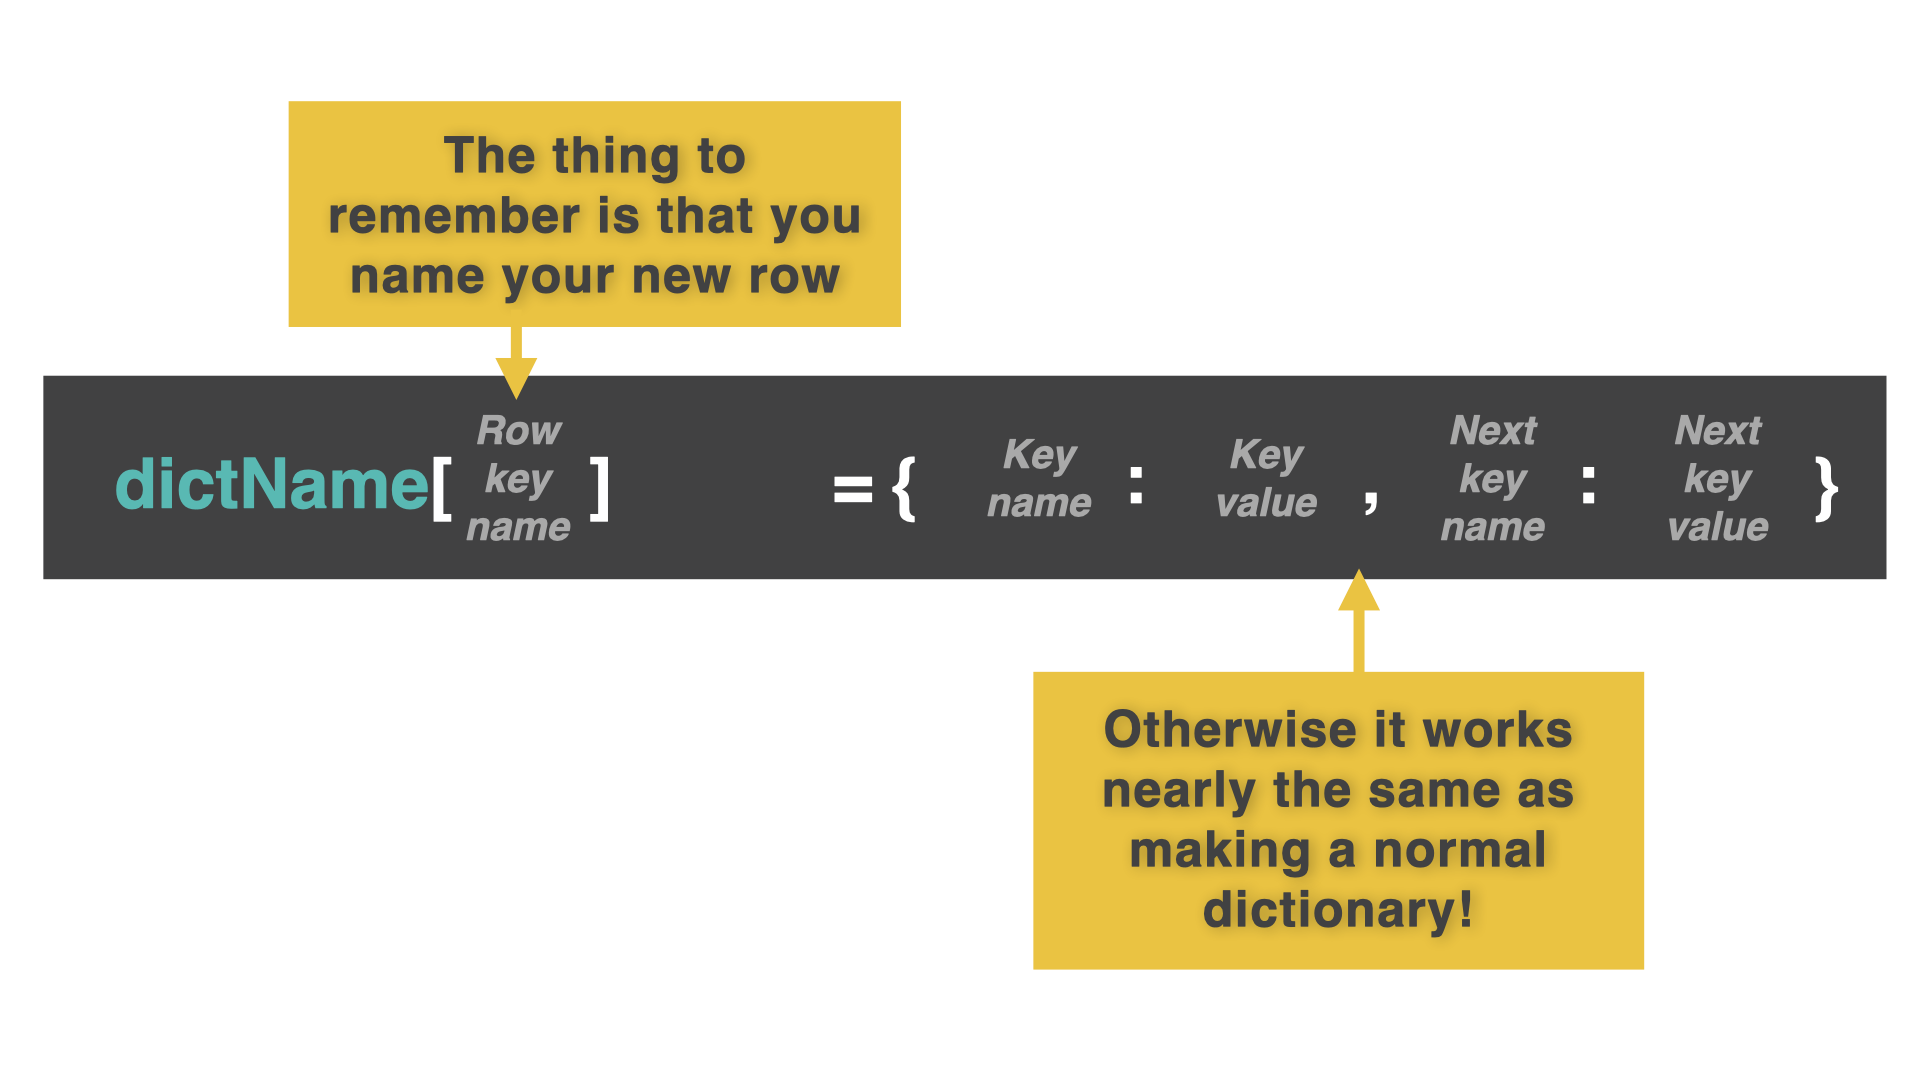 The thing to
remember is that you
name your new row
dictName[ Row key name ] ={ Key name : Key value , Next key name : Next key value }
Otherwise it works
nearly the same as
making a normal
dictionary!